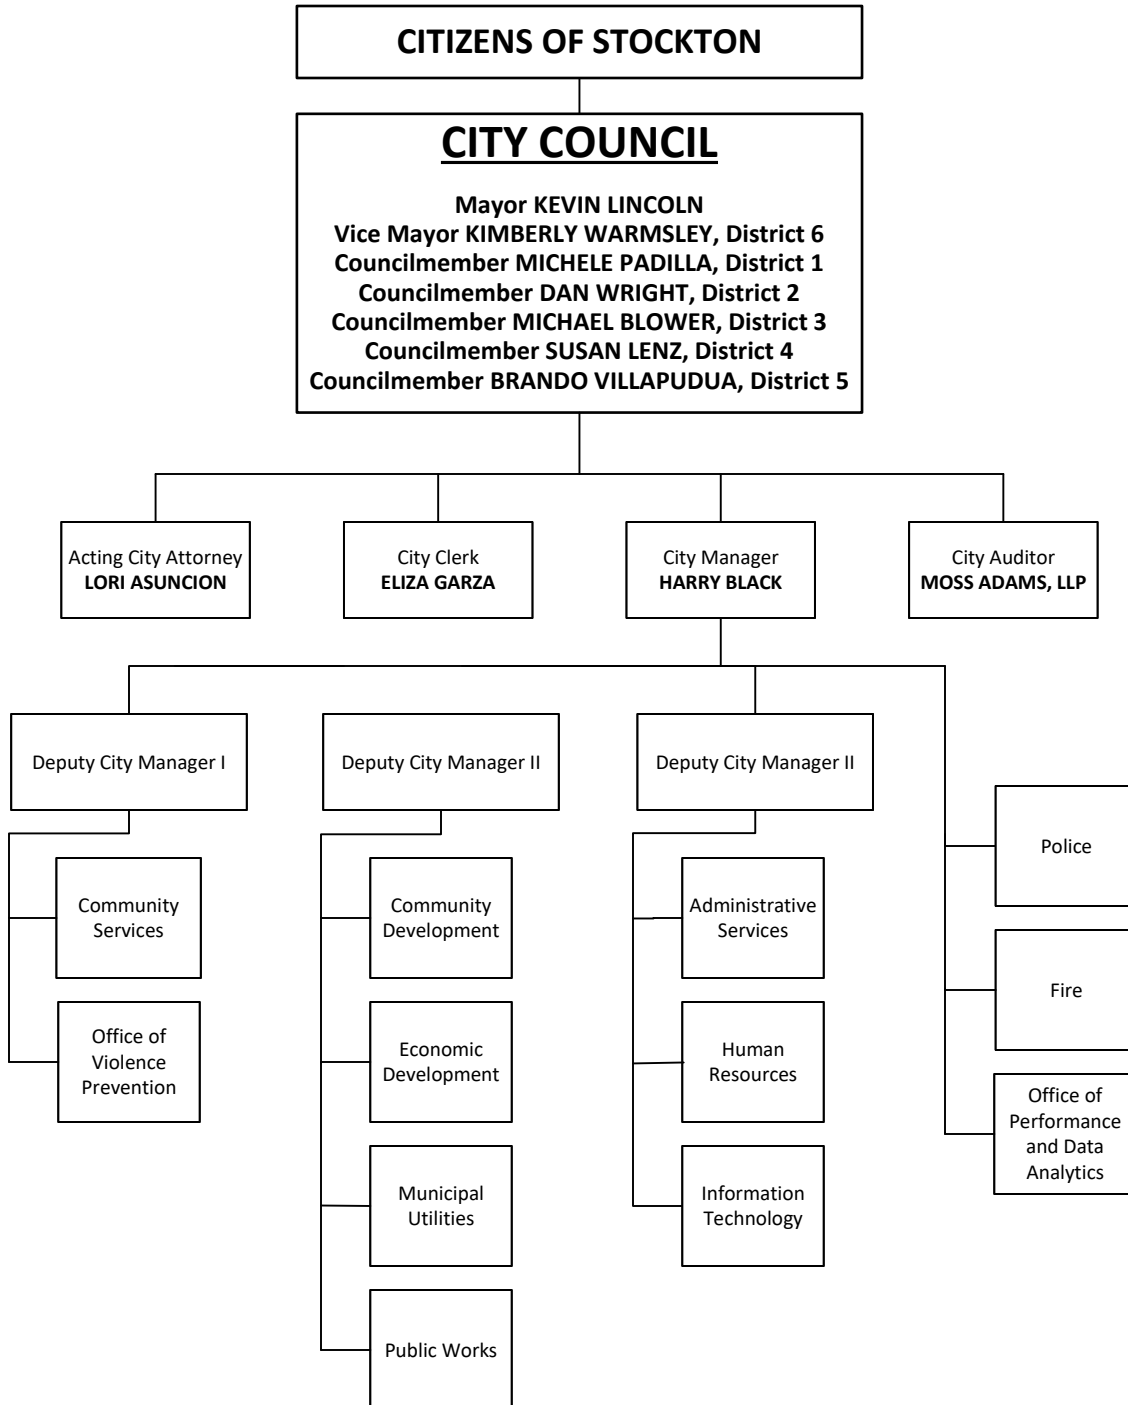 CITIZENS OF STOCKTON
CITY COUNCIL
Mayor KEVIN LINCOLN
Vice Mayor KIMBERLY WARMSLEY, District 6
Councilmember MICHELE PADILLA, District 1
Councilmember DAN WRIGHT, District 2
Councilmember MICHAEL BLOWER, District 3
Councilmember SUSAN LENZ, District 4
Councilmember BRANDO VILLAPUDUA, District 5
Acting City Attorney
LORI ASUNCION
City Clerk
ELIZA GARZA
City Manager
HARRY BLACK
City Auditor
MOSS ADAMS, LLP
Deputy City Manager I
Community
Services
Office of
Violence
Prevention
Deputy City Manager II
Community
Development
Economic
Development
Municipal
Utilities
Public Works
Deputy City Manager II
Administrative
Services
Human
Resources
Information
Technology
Police
Fire
Office of
Performance
and Data
Analytics